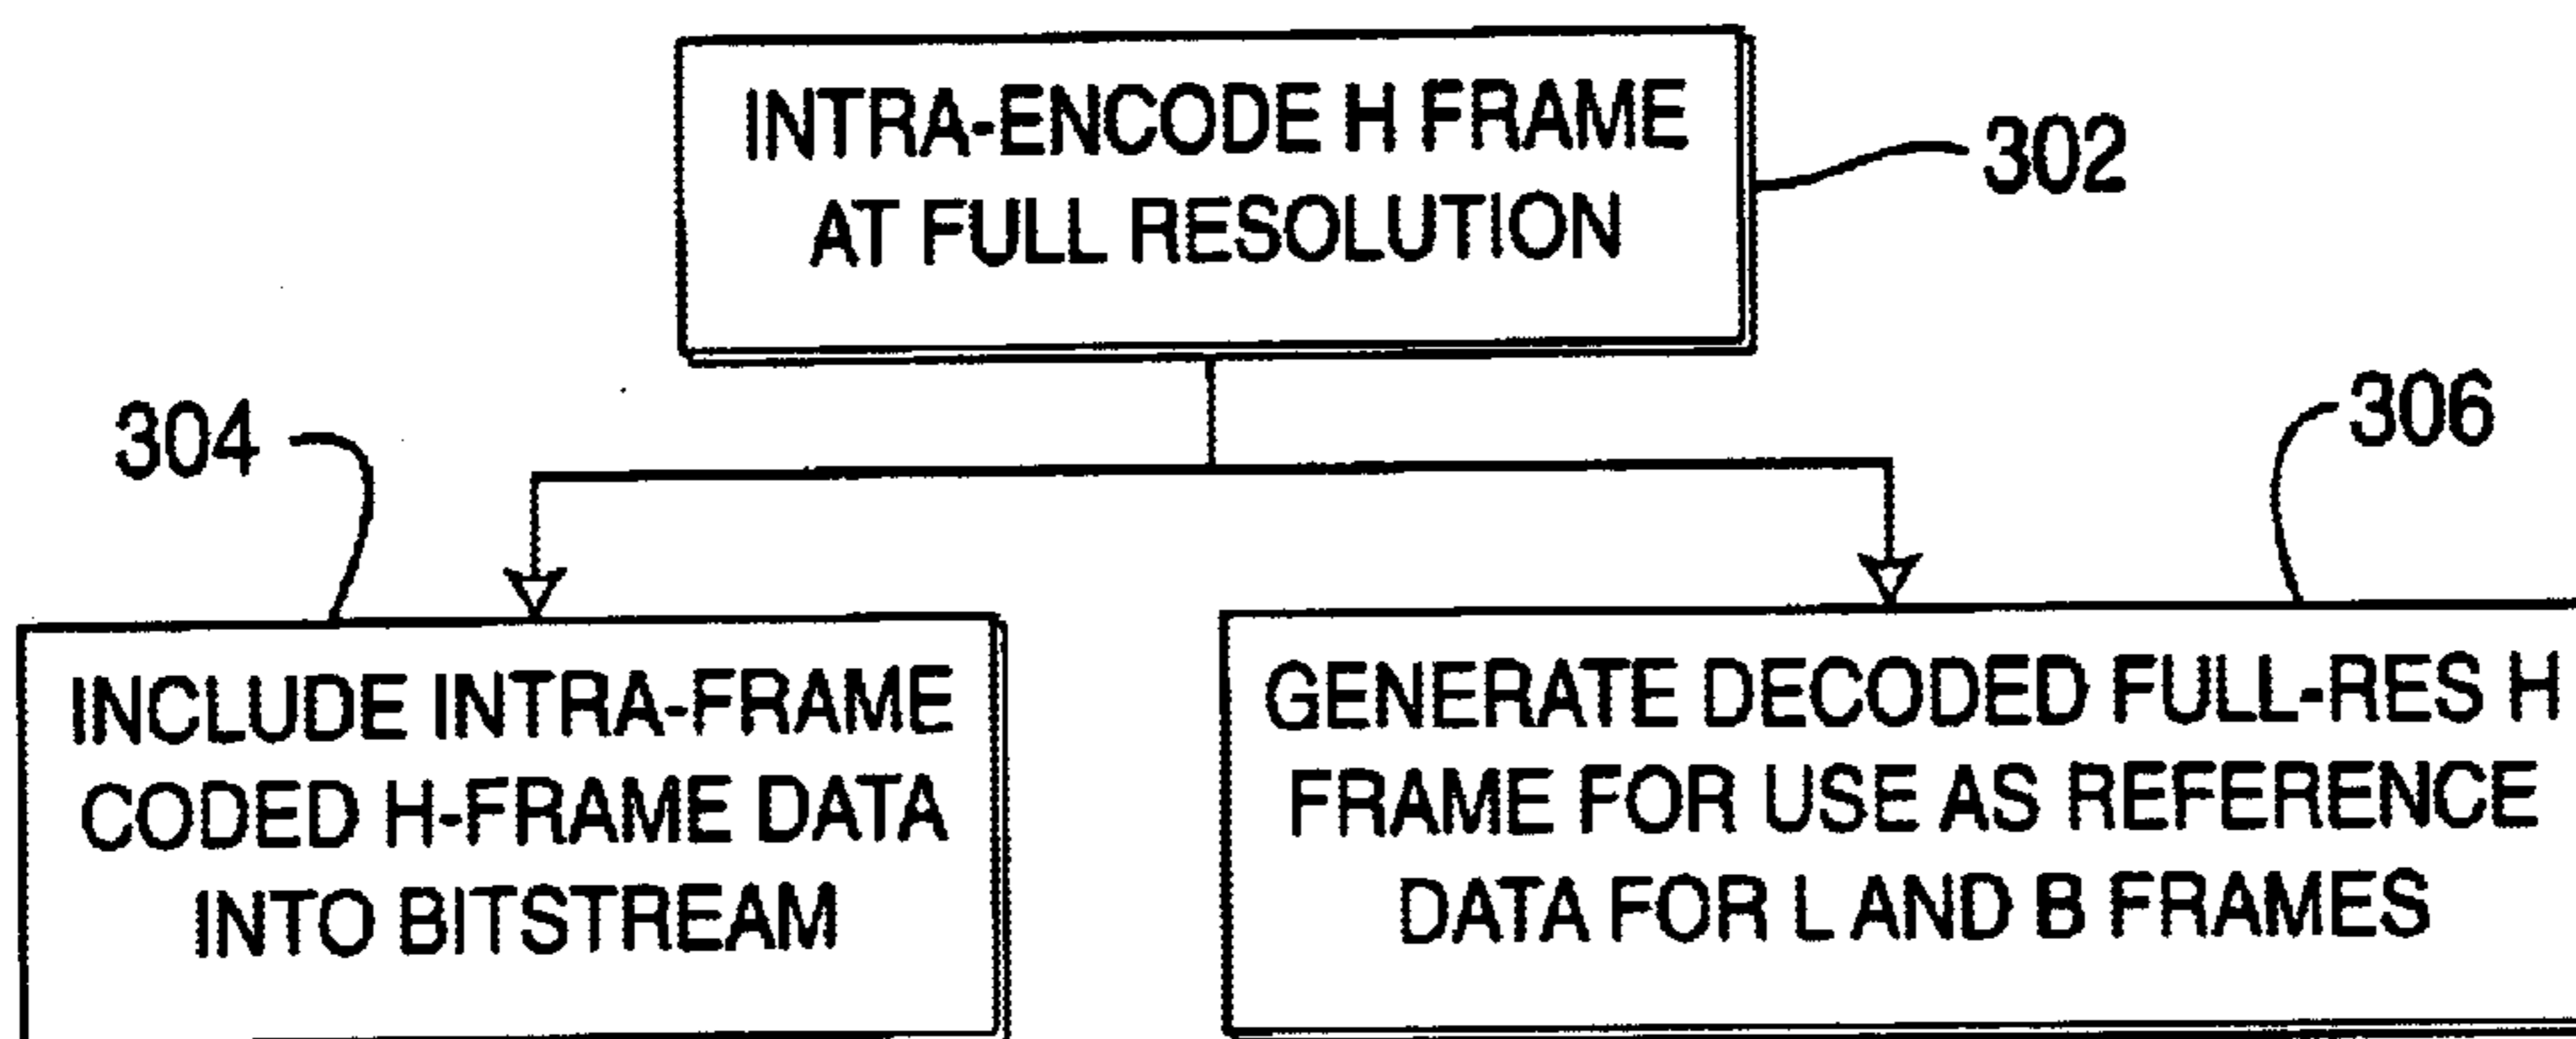 INTRA-ENCODE H FRAME
AT FULL RESOLUTION
302
304
306
INCLUDE INTRA-FRAME
CODED H-FRAME DATA
INTO BITSTREAM
GENERATE DECODED FULL-RES H
FRAME FOR USE AS REFERENCE
DATA FOR L AND B FRAMES